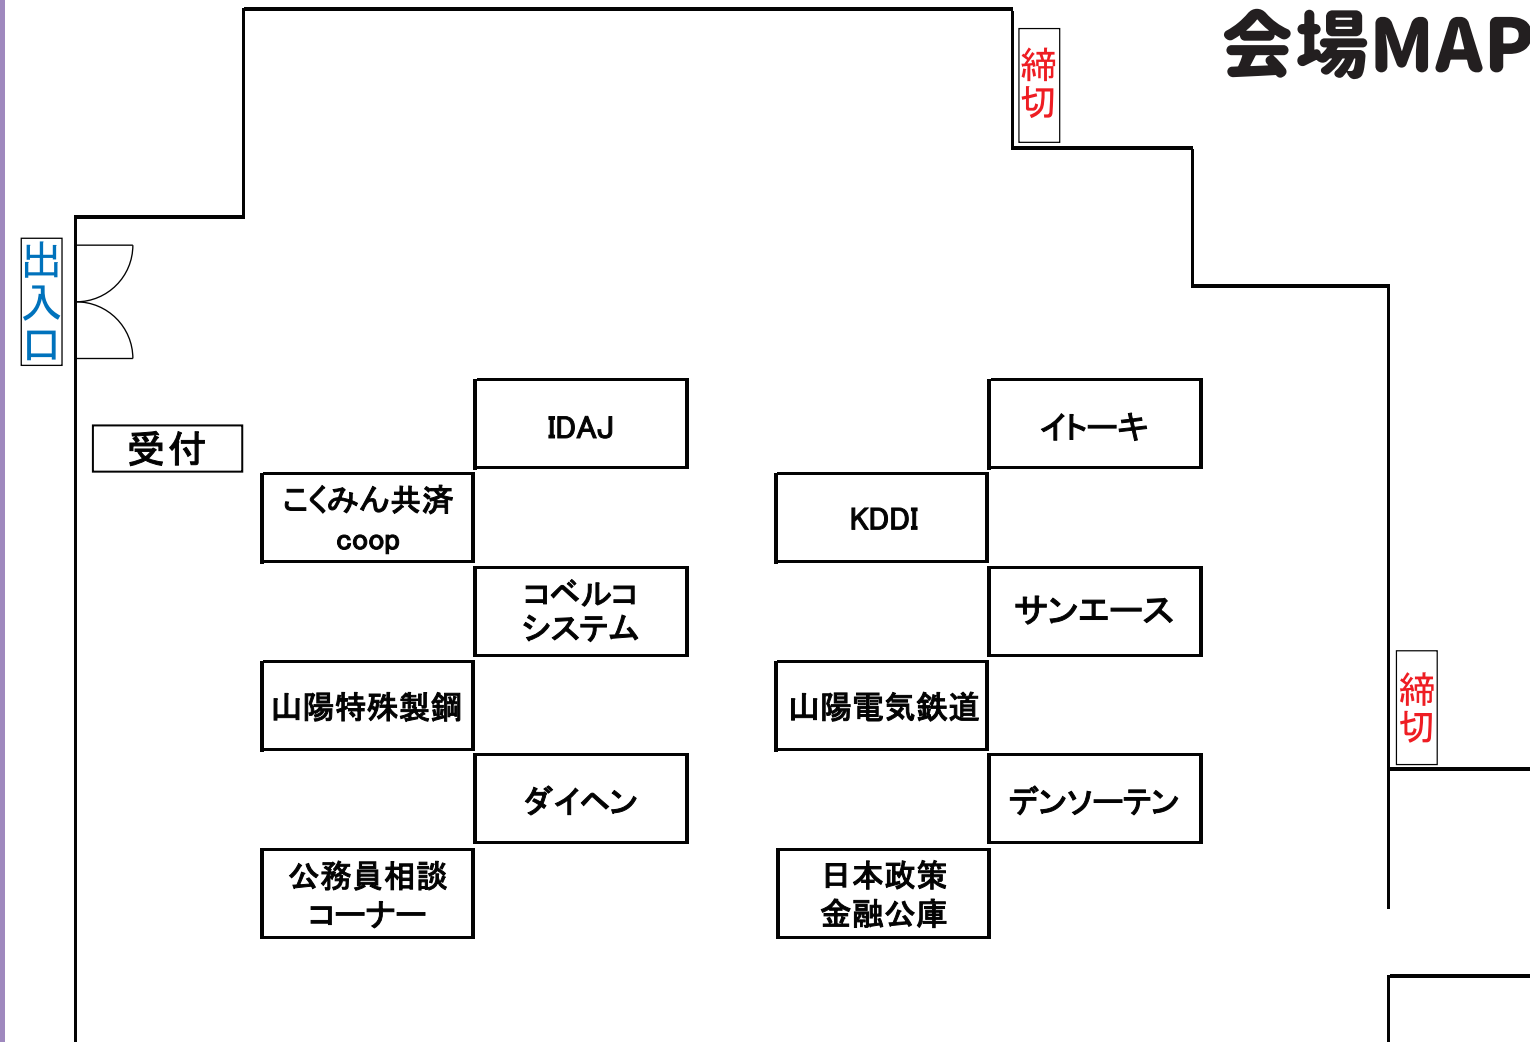 会場MAP
締切
出入口
受付
IDAJ
イトーキ
こくみん共済
coop
KDDI
コベルコ
システム
サンエース
山陽特殊製鋼
山陽電気鉄道
締切
ダイヘン
デンソーテン
公務員相談
コーナー
日本政策
金融公庫